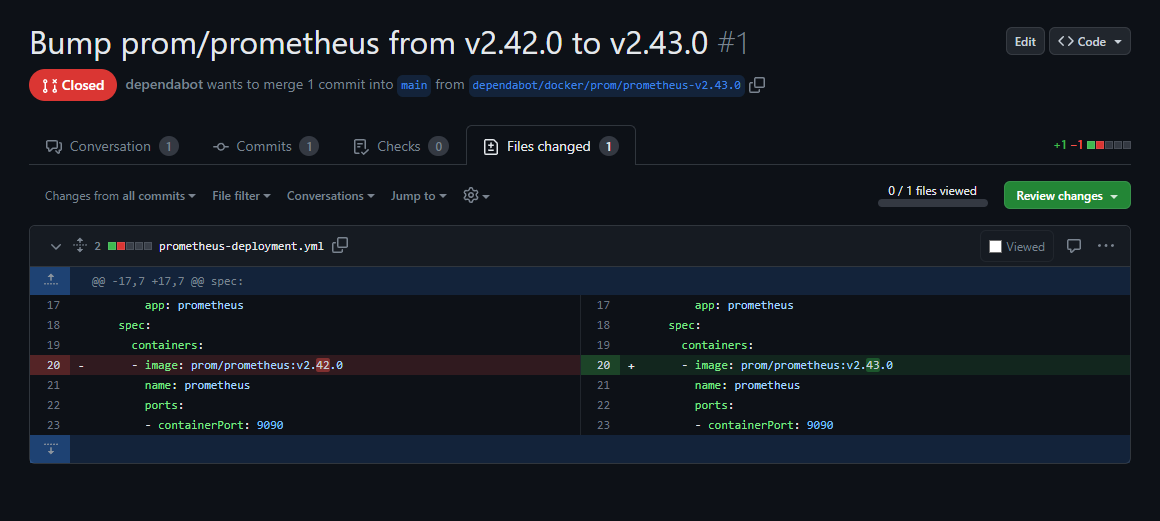 Bump prom/prometheus from v2.42.0 to v2.43.0 #1
Edit
<> Code
Closed dependabot wants to merge 1 commit into main from dependabot/docker/prom/prometheus-v2.43.0
Conversation 1 Commits 1 Checks 0 Files changed 1
+1 −1
Changes from all commits File filter Conversations Jump to
0 / 1 files viewed
Review changes
2 prometheus-deployment.yml
Viewed
@@ -17,7 +17,7 @@ spec:
17 app: prometheus
18 spec:
19 containers:
20 - - image: prom/prometheus:v2.42.0
21 name: prometheus
22 ports:
23 - containerPort: 9090
17 app: prometheus
18 spec:
19 containers:
20 + - image: prom/prometheus:v2.43.0
21 name: prometheus
22 ports:
23 - containerPort: 9090